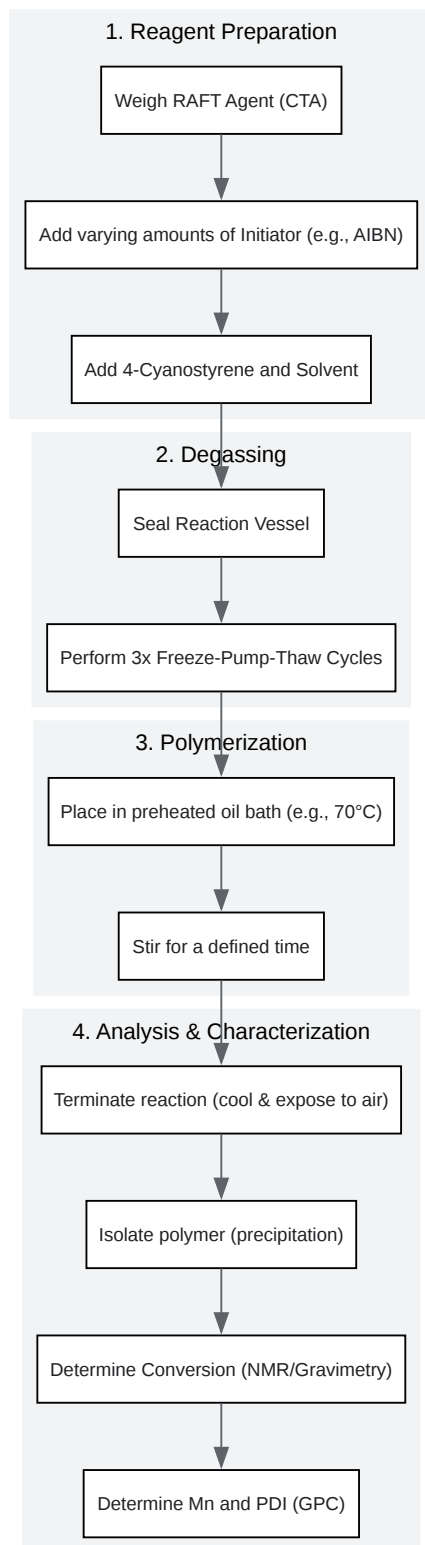 1. Reagent Preparation
Weigh RAFT Agent (CTA)
Add varying amounts of Initiator (e.g., AIBN)
Add 4-Cyanostyrene and Solvent
2. Degassing
Seal Reaction Vessel
Perform 3x Freeze-Pump-Thaw Cycles
3. Polymerization
Place in preheated oil bath (e.g., 70°C)
Stir for a defined time
4. Analysis & Characterization
Terminate reaction (cool & expose to air)
Isolate polymer (precipitation)
Determine Conversion (NMR/Gravimetry)
Determine Mn and PDI (GPC)